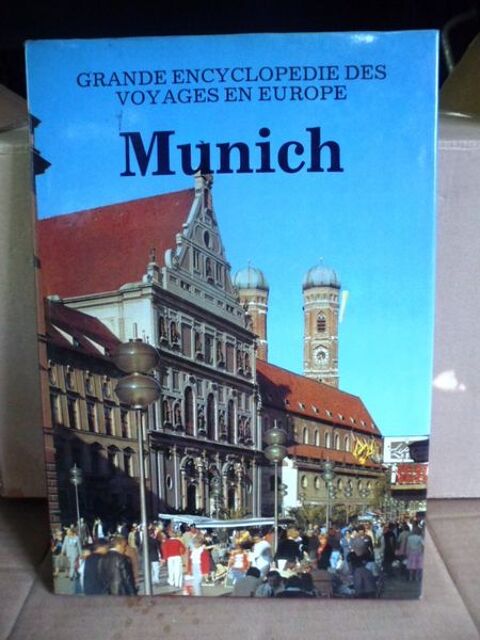 GRANDE ENCYCLOPEDIE DES
VOYAGES EN EUROPE
Munich